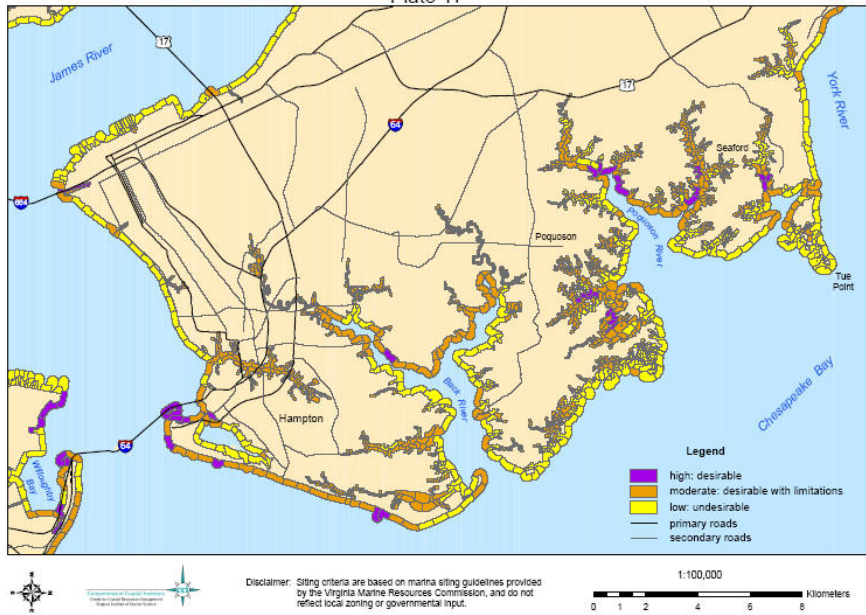 James River
17
64
17
York River
Seaford
664
Poquoson River
Poquoson
Tue
Point
Back River
Chesapeake Bay
Hampton
64
Willoughby
Bay
Legend
high: desirable
moderate: desirable with limitations
low: undesirable
primary roads
secondary roads
Disclaimer: Siting criteria are based on marina siting guidelines provided
by the Virginia Marine Resources Commission, and do not
reflect local zoning or governmental input.
1:100,000
Kilometers
0 1 2 4 6 8